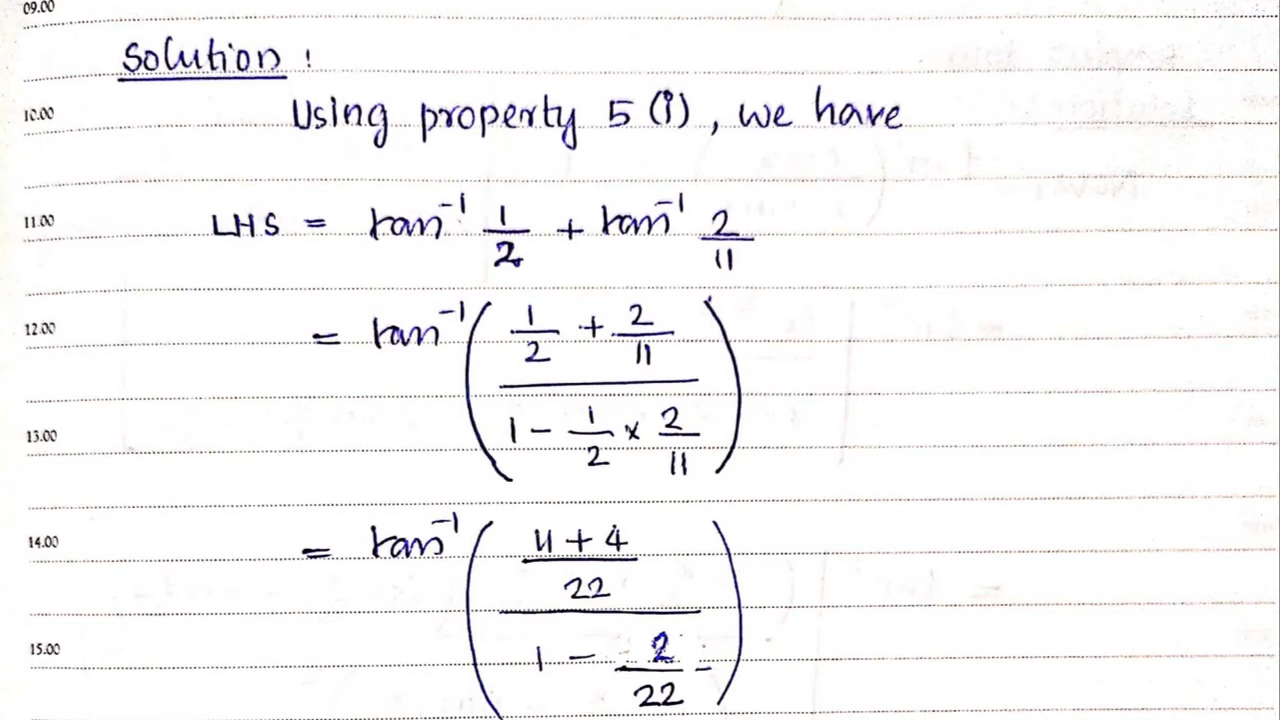 09.00
Solution :
10.00 Using property 5 (i), we have
11.00 LHS = tan⁻¹ 1/2 + tan⁻¹ 2/11
12.00 = tan⁻¹ ( (1/2 + 2/11) /
13.00 (1 - 1/2 × 2/11) )
14.00 = tan⁻¹ ( ((11 + 4)/22) /
15.00 (1 - 2/22) )